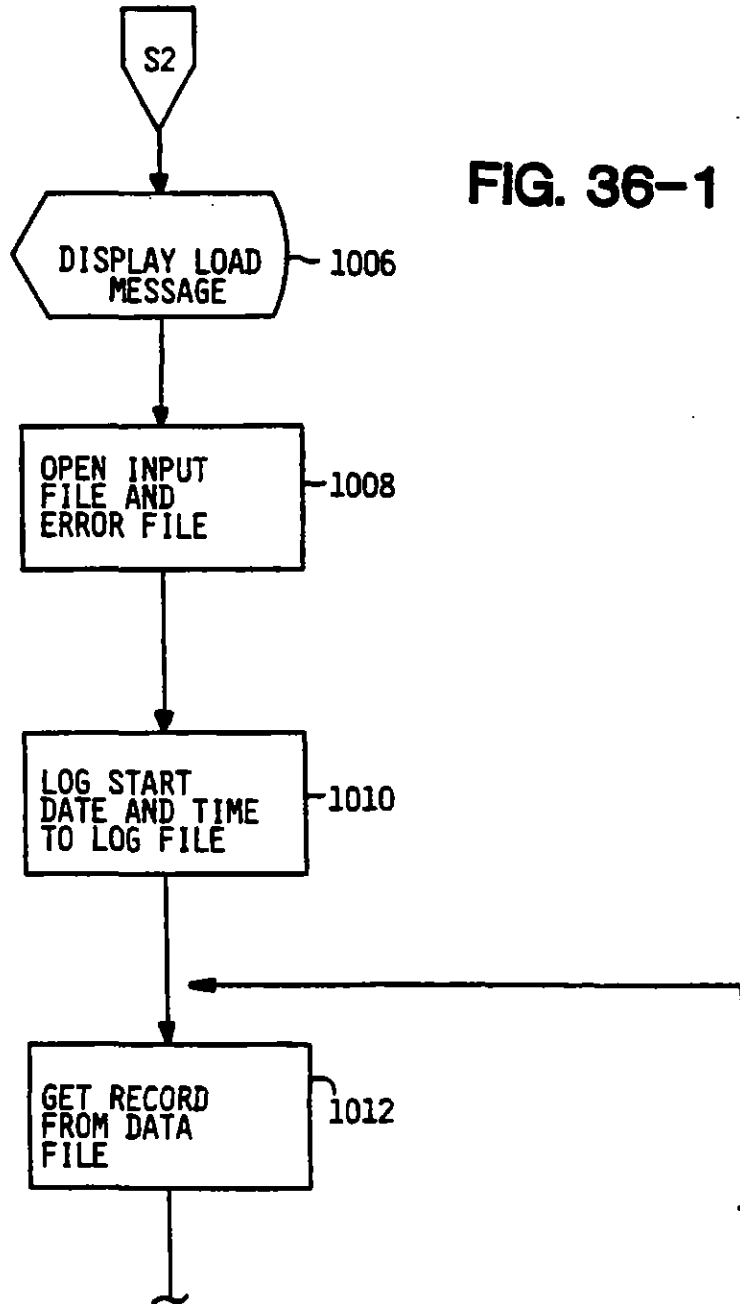 S2
FIG. 36-1
DISPLAY LOAD
MESSAGE
1006
OPEN INPUT
FILE AND
ERROR FILE
1008
LOG START
DATE AND TIME
TO LOG FILE
1010
GET RECORD
FROM DATA
FILE
1012